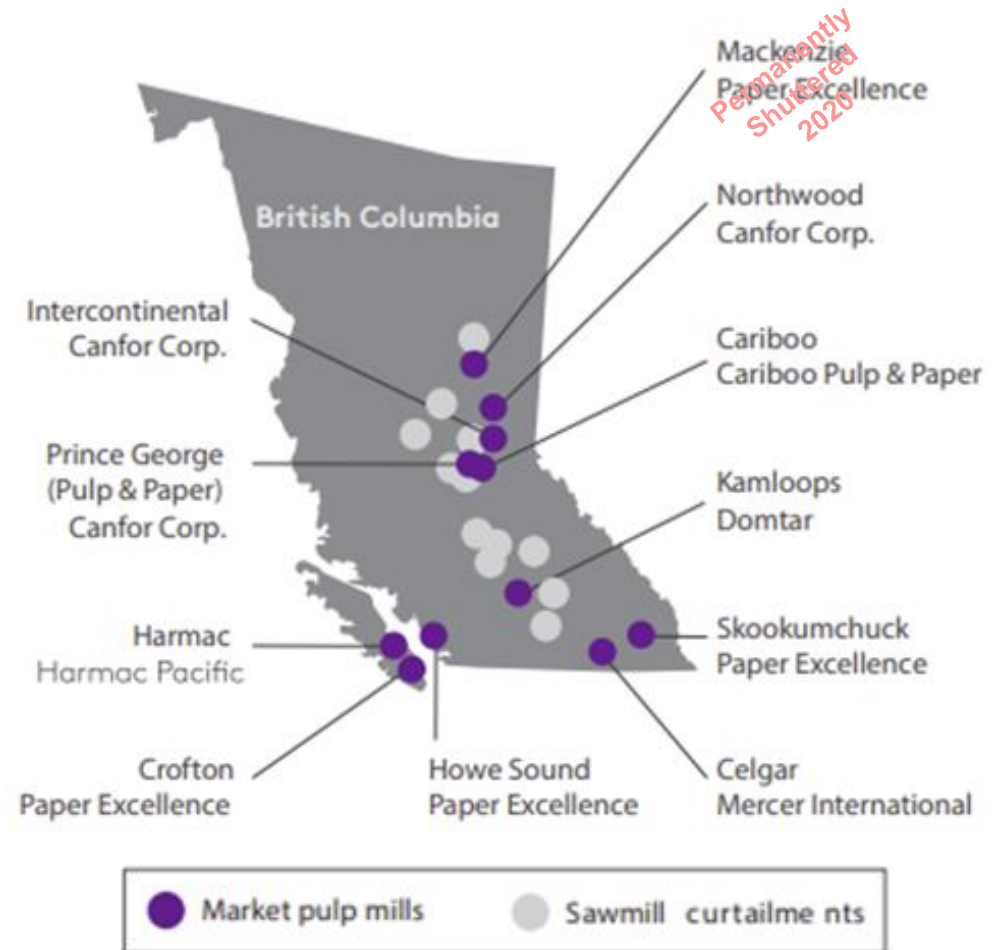 Mackenzie
Paper Excellence
Permanently
Shuttered
2020
Northwood
Canfor Corp.
British Columbia
Intercontinental
Canfor Corp.
Cariboo
Cariboo Pulp & Paper
Prince George
(Pulp & Paper)
Canfor Corp.
Kamloops
Domtar
Harmac
Harmac Pacific
Skookumchuck
Paper Excellence
Crofton
Paper Excellence
Howe Sound
Paper Excellence
Celgar
Mercer International
Market pulp mills
Sawmill curtailme nts